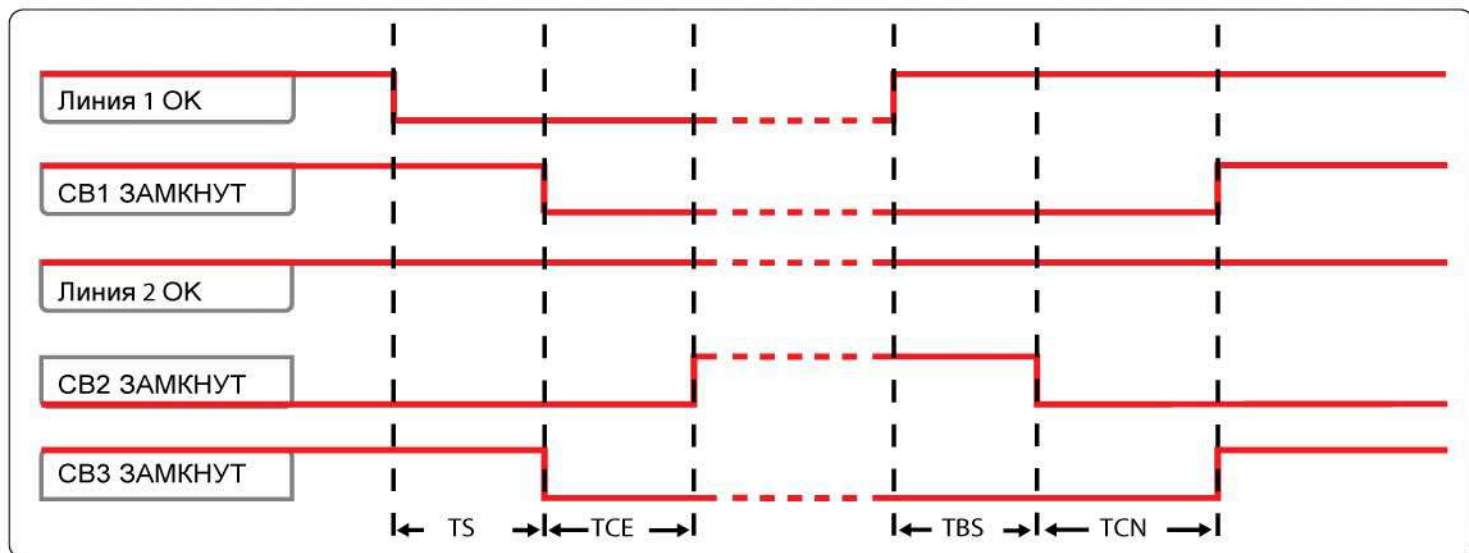 Линия 1 OK
CB1 ЗАМКНУТ
Линия 2 OK
CB2 ЗАМКНУТ
CB3 ЗАМКНУТ
TS TCE TBS TCN